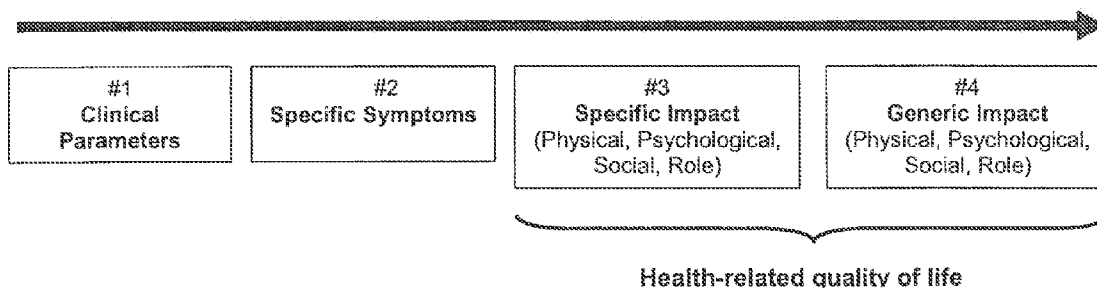 #1
Clinical
Parameters
#2
Specific Symptoms
#3
Specific Impact
(Physical, Psychological,
Social, Role)
#4
Generic Impact
(Physical, Psychological,
Social, Role)
Health-related quality of life